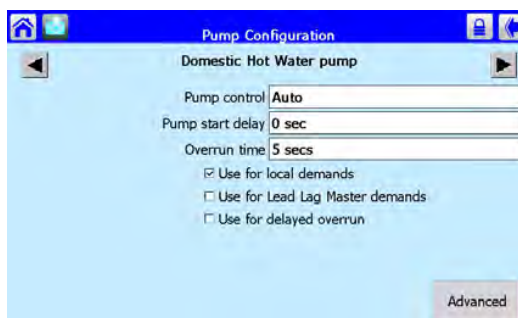 Pump Configuration
Domestic Hot Water pump
Pump control Auto
Pump start delay 0 sec
Overrun time 5 secs
Use for local demands
Use for Lead Lag Master demands
Use for delayed overrun
Advanced